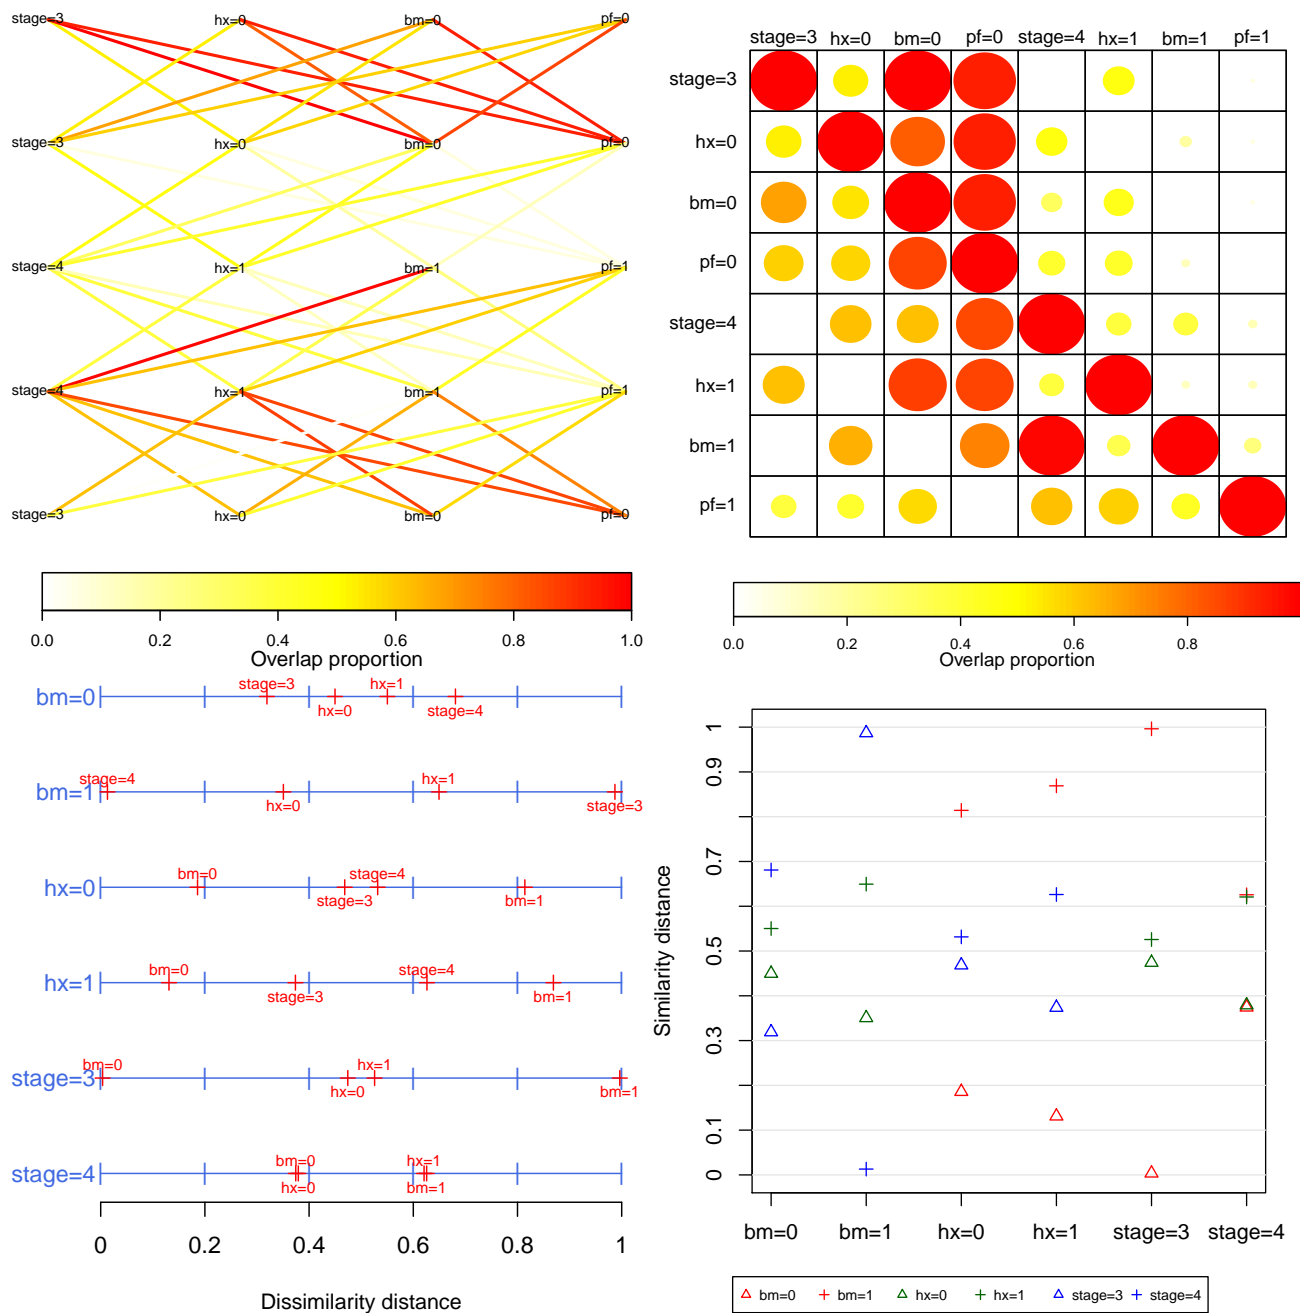 stage=3 hx=0 bm=0 pf=0
stage=3 hx=0 bm=0 pf=0
stage=4 hx=1 bm=1 pf=1
stage=4 hx=1 bm=1 pf=1
stage=3 hx=0 bm=0 pf=0
0.0 0.2 0.4 0.6 0.8 1.0
Overlap proportion
stage=3 hx=0 bm=0 pf=0 stage=4 hx=1 bm=1 pf=1
stage=3
hx=0
bm=0
pf=0
stage=4
hx=1
bm=1
pf=1
0.0 0.2 0.4 0.6 0.8
Overlap proportion
stage=3 hx=1
bm=0
hx=0 stage=4
stage=4 hx=1
bm=1
hx=0 stage=3
bm=0 stage=4
hx=0
stage=3 bm=1
bm=0 stage=4
hx=1
stage=3 bm=1
bm=0 hx=1
stage=3
hx=0 bm=1
bm=0 hx=1
stage=4
hx=0 bm=1
0 0.2 0.4 0.6 0.8 1
Dissimilarity distance
1
0.9
0.7
0.5
0.3
0.1
0
Similarity distance
bm=0 bm=1 hx=0 hx=1 stage=3 stage=4
bm=0 bm=1 hx=0 hx=1 stage=3 stage=4